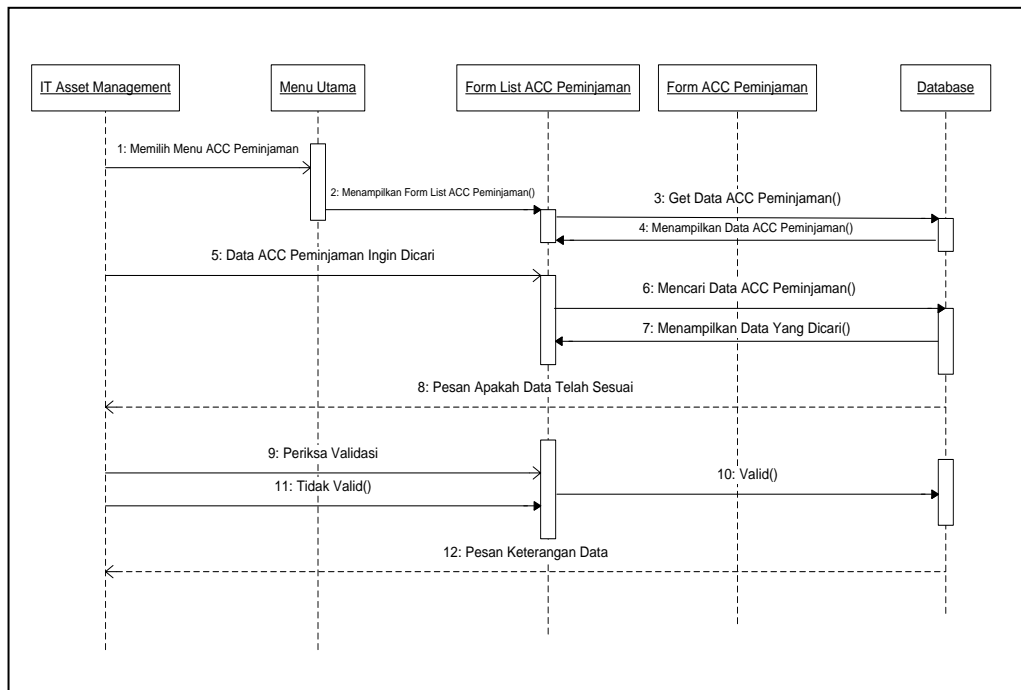 IT Asset Management
Menu Utama
Form List ACC Peminjaman
Form ACC Peminjaman
Database
1: Memilih Menu ACC Peminjaman
2: Menampilkan Form List ACC Peminjaman()
3: Get Data ACC Peminjaman()
4: Menampilkan Data ACC Peminjaman()
5: Data ACC Peminjaman Ingin Dicari
6: Mencari Data ACC Peminjaman()
7: Menampilkan Data Yang Dicari()
8: Pesan Apakah Data Telah Sesuai
9: Periksa Validasi
10: Valid()
11: Tidak Valid()
12: Pesan Keterangan Data